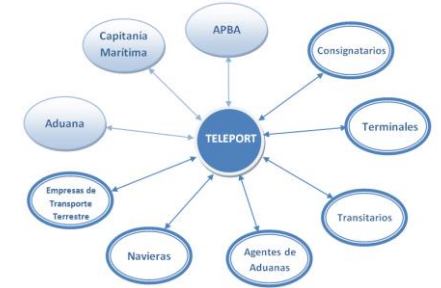 APBA
Capitanía
Marítima
Consignatarios
Aduana
TELEPORT
Terminales
Empresas de
Transporte
Terrestre
Transitarios
Navieras
Agentes de
Aduanas